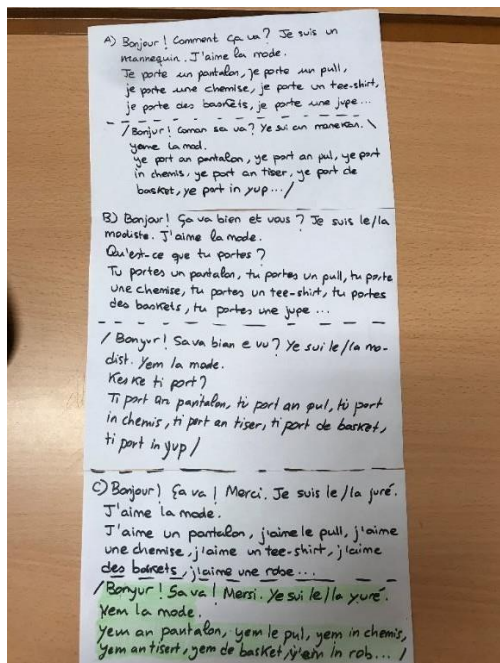 A) Bonjour! Comment ça va? Je suis un
mannequin. J'aime la mode.
Je porte un pantalon, je porte un pull,
je porte une chemise, je porte un tee-shirt,
je porte des baskets, je porte une jupe...
/Bonjur! Coman sa va? Ye sui an maneken.\
yeme la mod.
ye port an pantalon, ye port an pul, ye port
in chemis, ye port an tiser, ye port de
basket, ye port in yup.../
B) Bonjour! Ça va bien et vous? Je suis le/la
modiste. J'aime la mode.
Qu'est-ce que tu portes?
Tu portes un pantalon, tu portes un pull, tu porte
une chemise, tu portes un tee-shirt, tu portes
des baskets, tu portes une jupe...
/Bonyur! Sa va bian e vu? Ye sui le/la mo-
dist. Yem la mode.
Kes ke ti port?
Ti port an pantalon, ti port an pul, ti port
in chemis, ti port an tiser, ti port de basket,
ti port in yup/
C) Bonjour! Ça va! Merci. Je suis le/la juré.
J'aime la mode.
J'aime un pantalon, j'aime le pull, j'aime
une chemise, j'aime un tee-shirt, j'aime
des baskets, j'aime une robe...
/Bonyur! Sa va! Mersi. Ye sui le/la yuré.
Yem la mode.
Yem an pantalon, yem le pul, yem in chemis,
yem an tisert, yem de basket, yem in rob.../